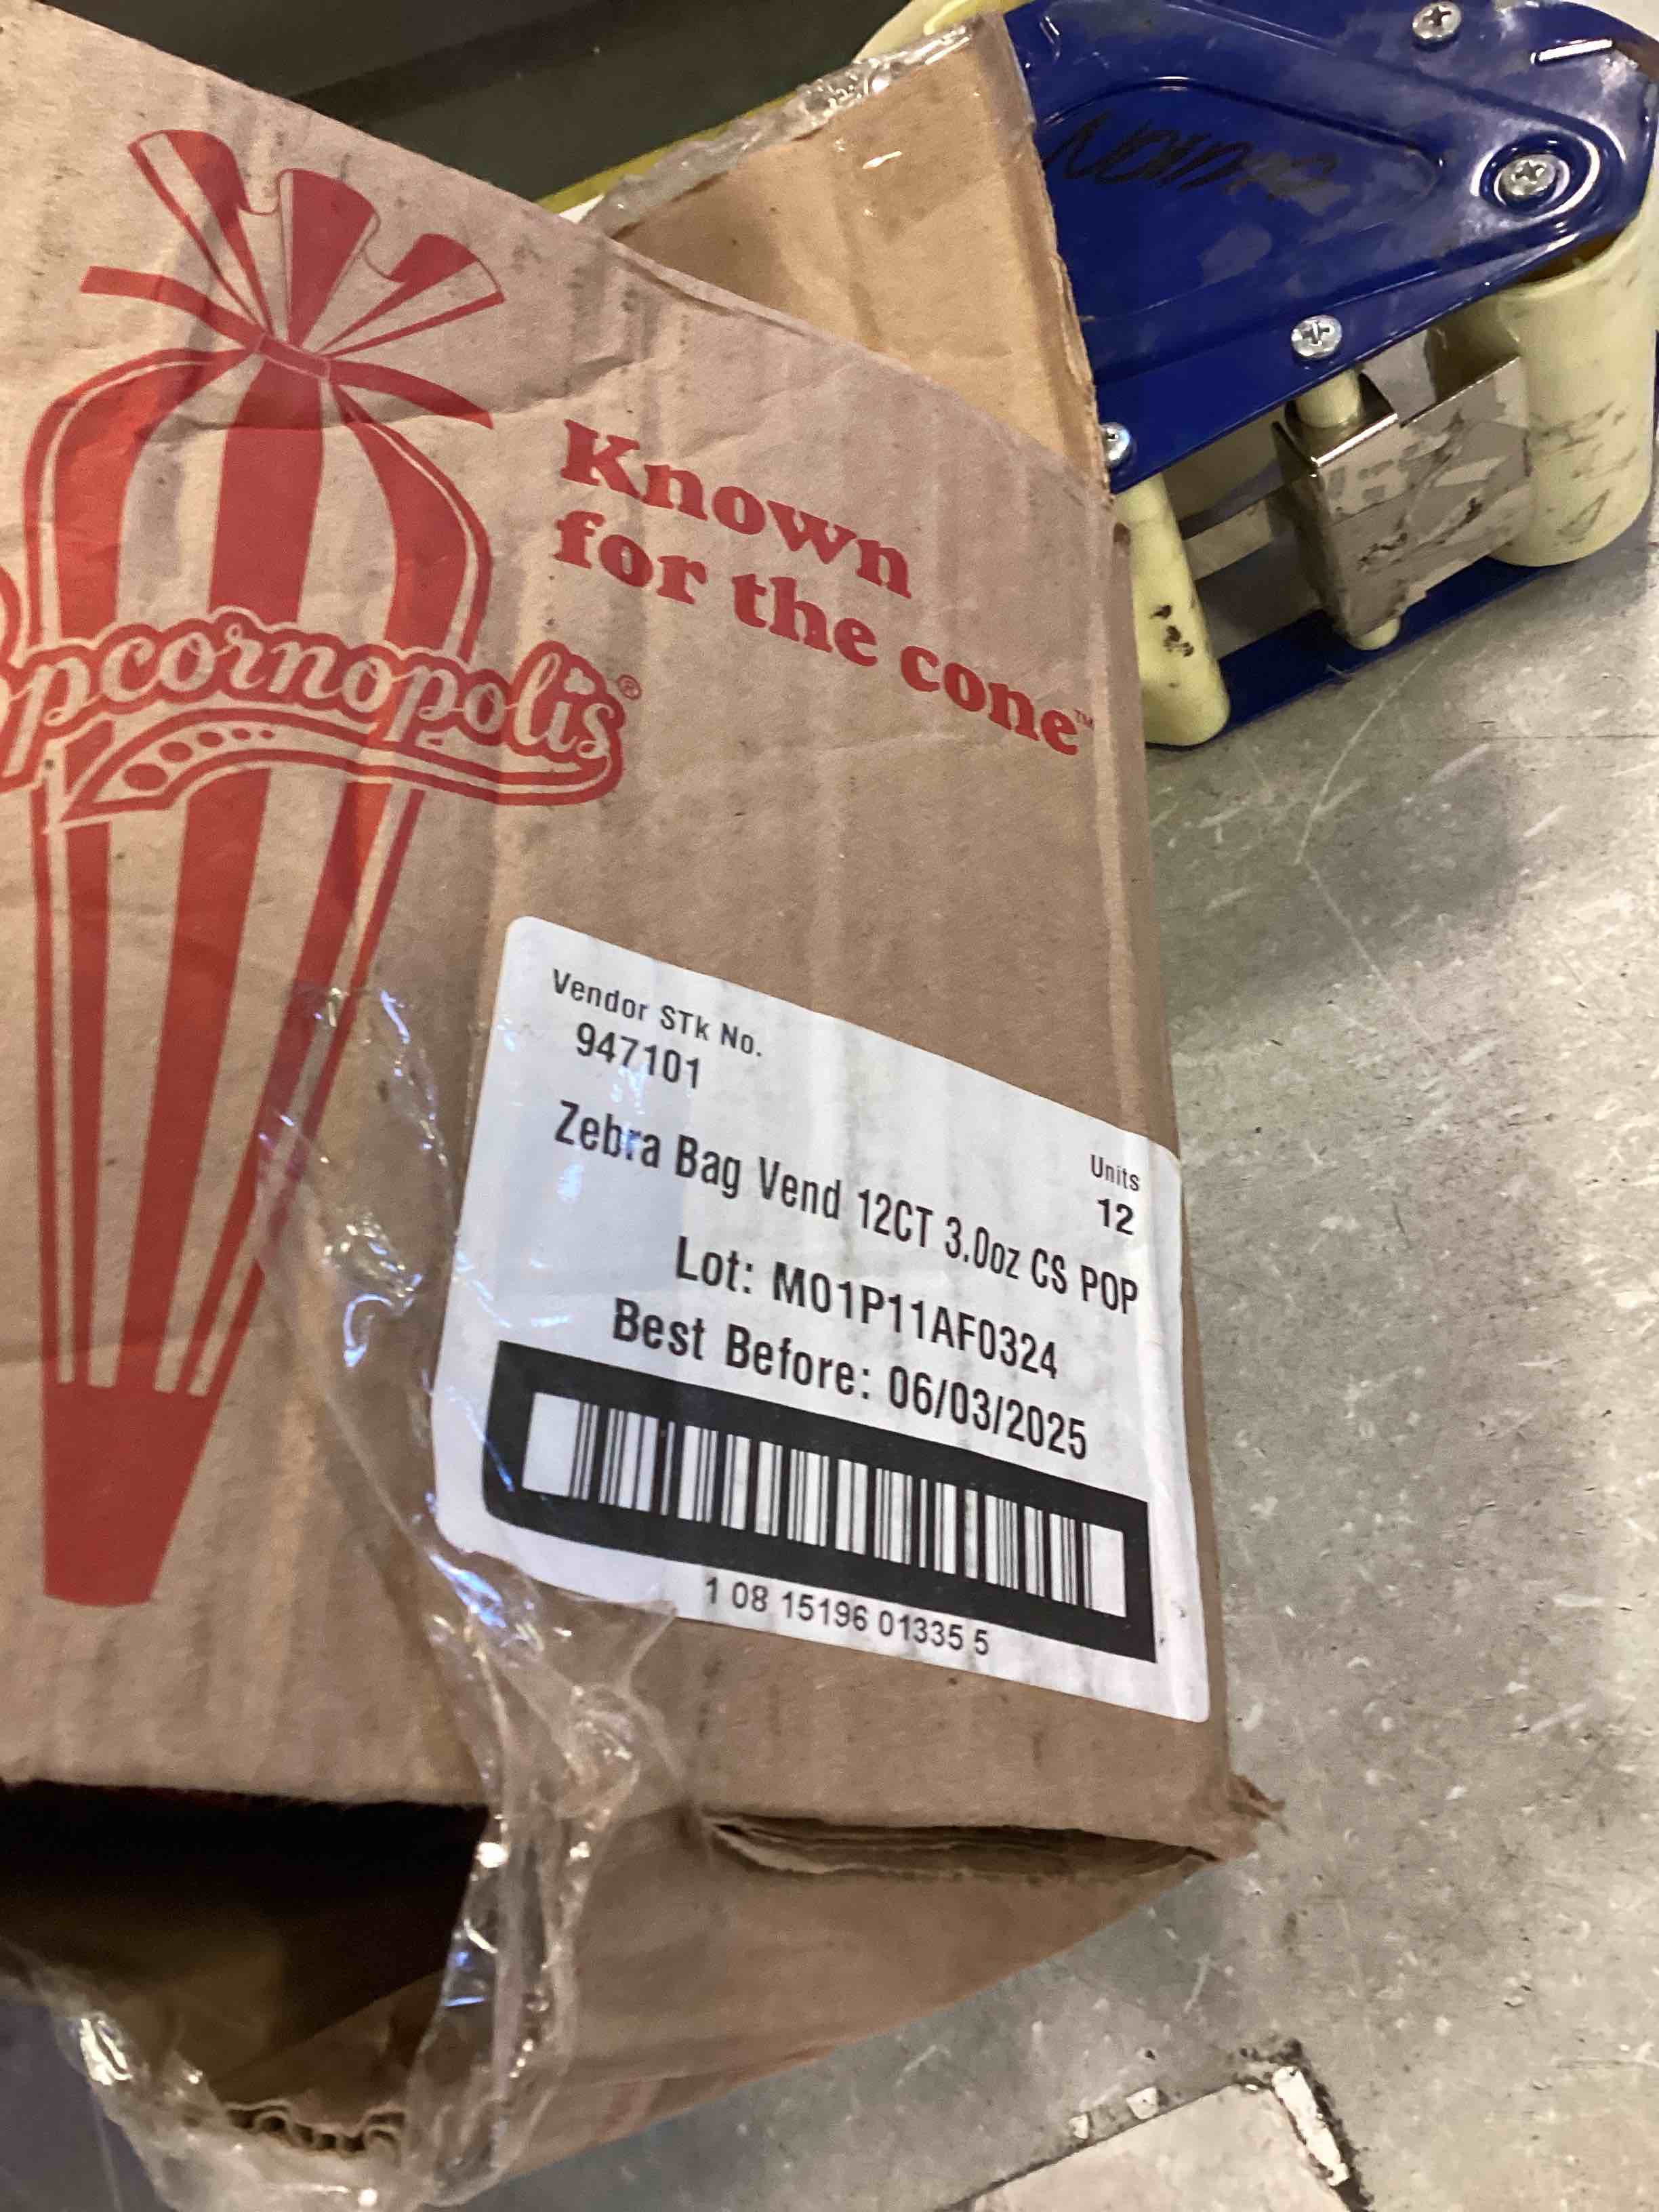 Known
for the cone™
pcornopolis®
Vendor STk No.
947101
Units
12
Zebra Bag Vend 12CT 3.0oz CS POP
Lot: M01P11AF0324
Best Before: 06/03/2025
1 08 15196 01335 5